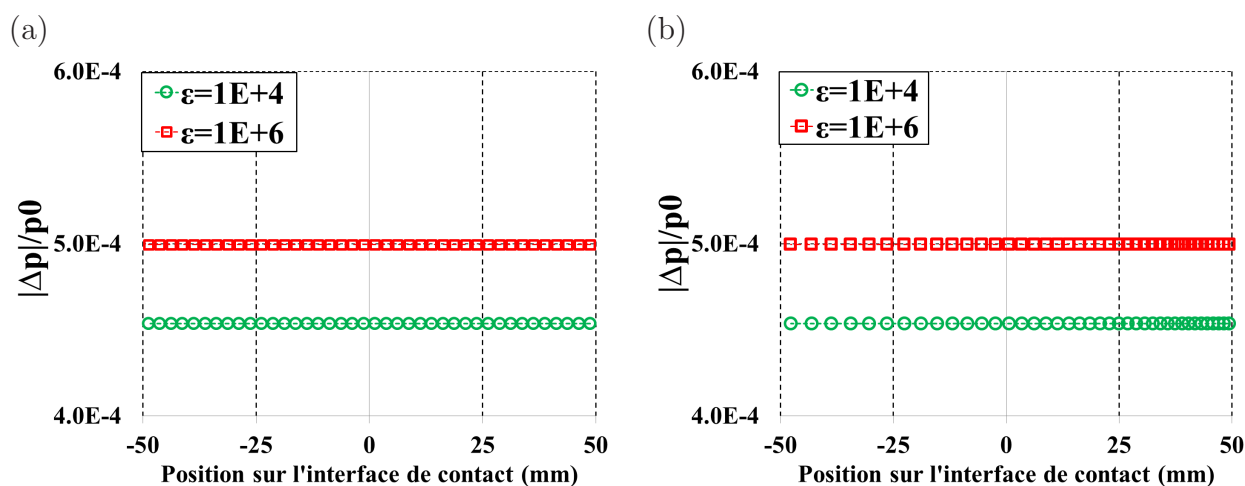 (a)
6.0E-4
ε=1E+4
ε=1E+6
5.0E-4
|Δp|/p0
4.0E-4
-50 -25 0 25 50
Position sur l'interface de contact (mm)
(b)
6.0E-4
ε=1E+4
ε=1E+6
5.0E-4
|Δp|/p0
4.0E-4
-50 -25 0 25 50
Position sur l'interface de contact (mm)